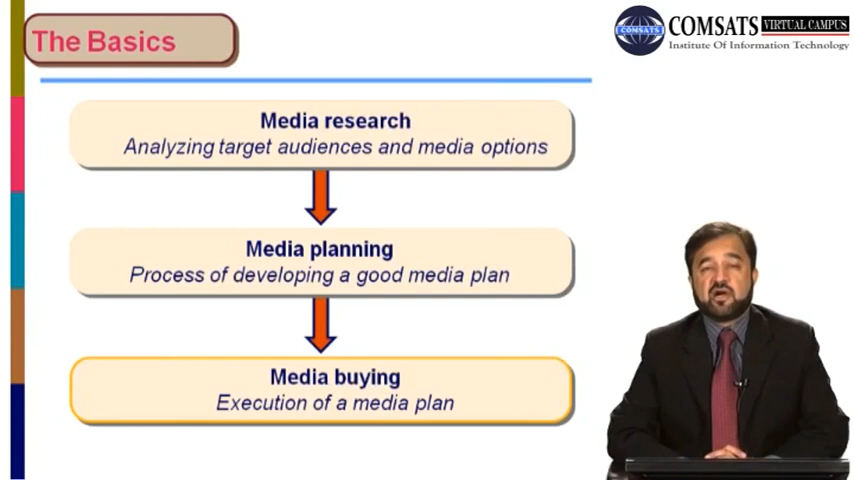 The Basics
COMSATS VIRTUAL CAMPUS
COMSATS
Institute Of Information Technology
Media research
Analyzing target audiences and media options
Media planning
Process of developing a good media plan
Media buying
Execution of a media plan